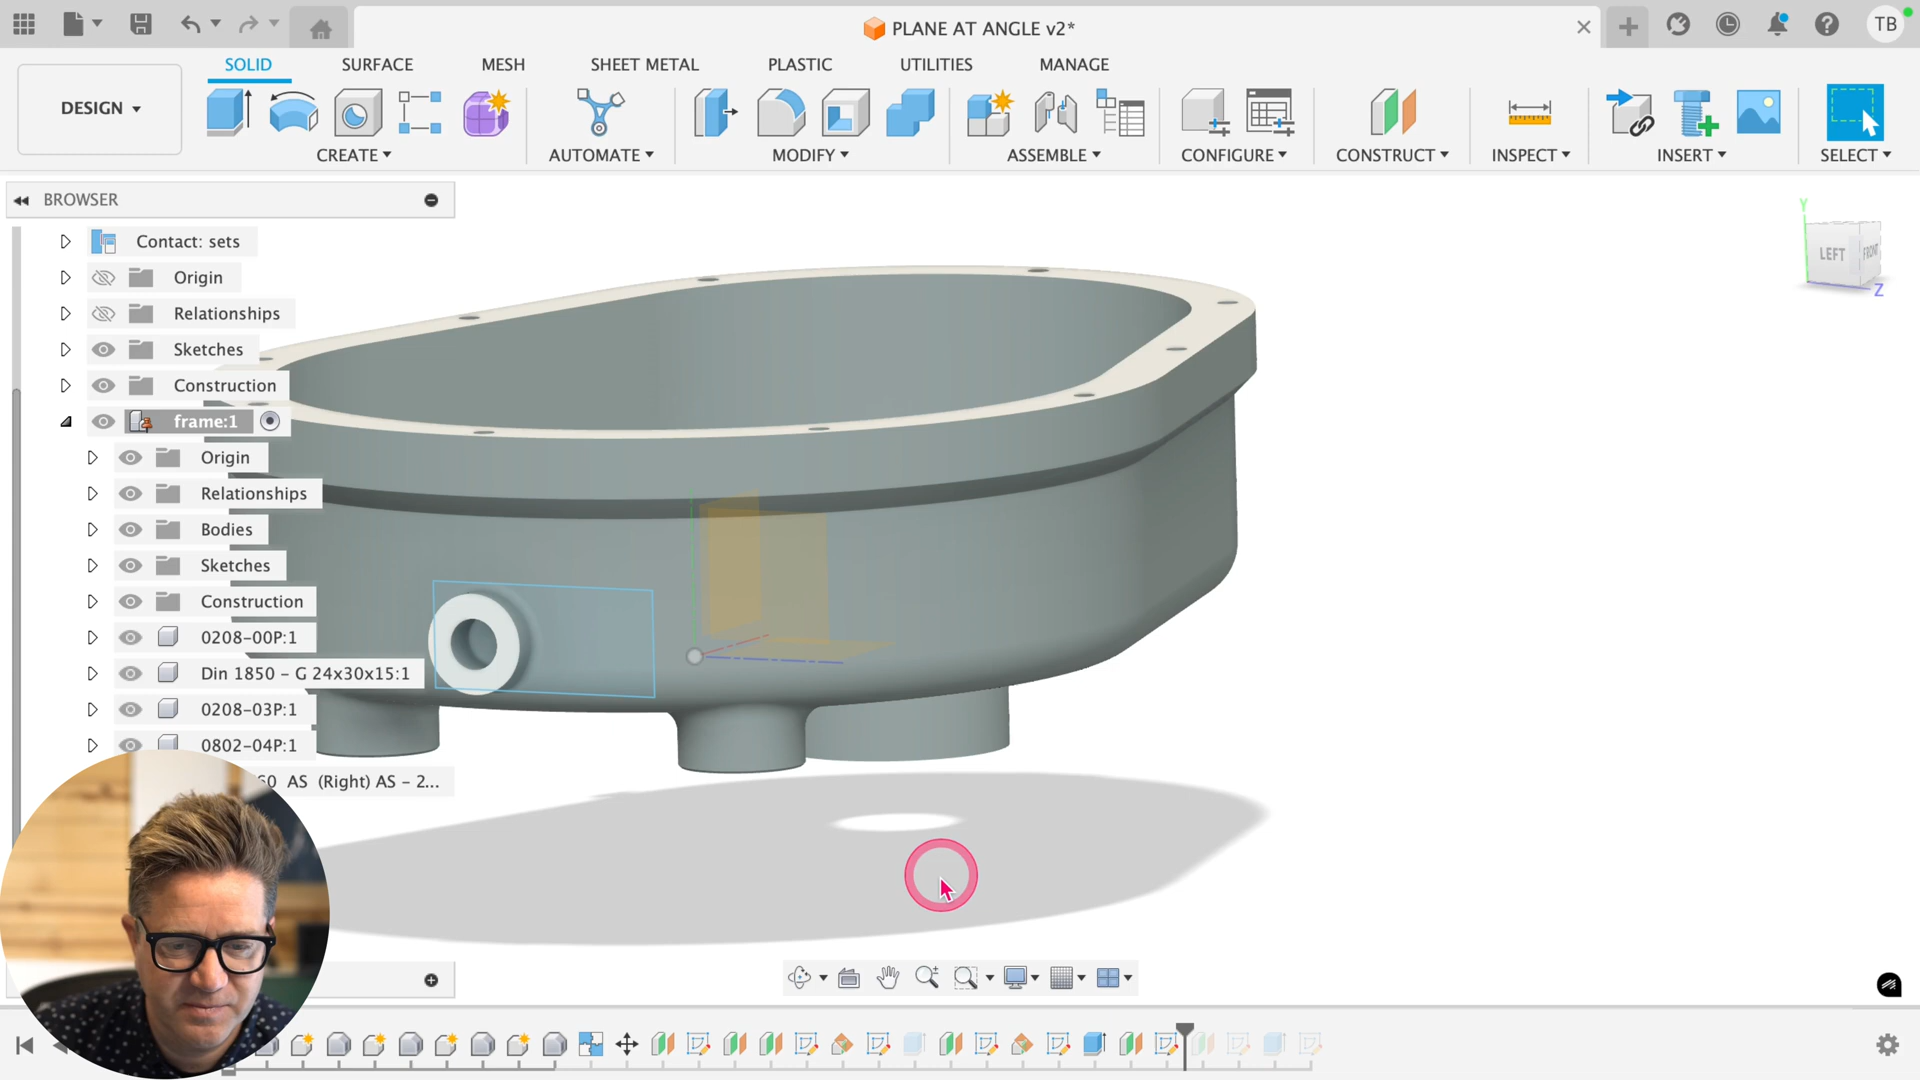 PLANE AT ANGLE v2*
TB
DESIGN
SOLID
SURFACE
MESH
SHEET METAL
PLASTIC
UTILITIES
MANAGE
CREATE
AUTOMATE
MODIFY
ASSEMBLE
CONFIGURE
CONSTRUCT
INSPECT
INSERT
SELECT
BROWSER
Contact: sets
Origin
Relationships
Sketches
Construction
frame:1
Origin
Relationships
Bodies
Sketches
Construction
0208-00P:1
Din 1850 - G 24x30x15:1
0208-03P:1
0802-04P:1
60 AS (Right) AS - 2...
Y
LEFT
FRONT
Z